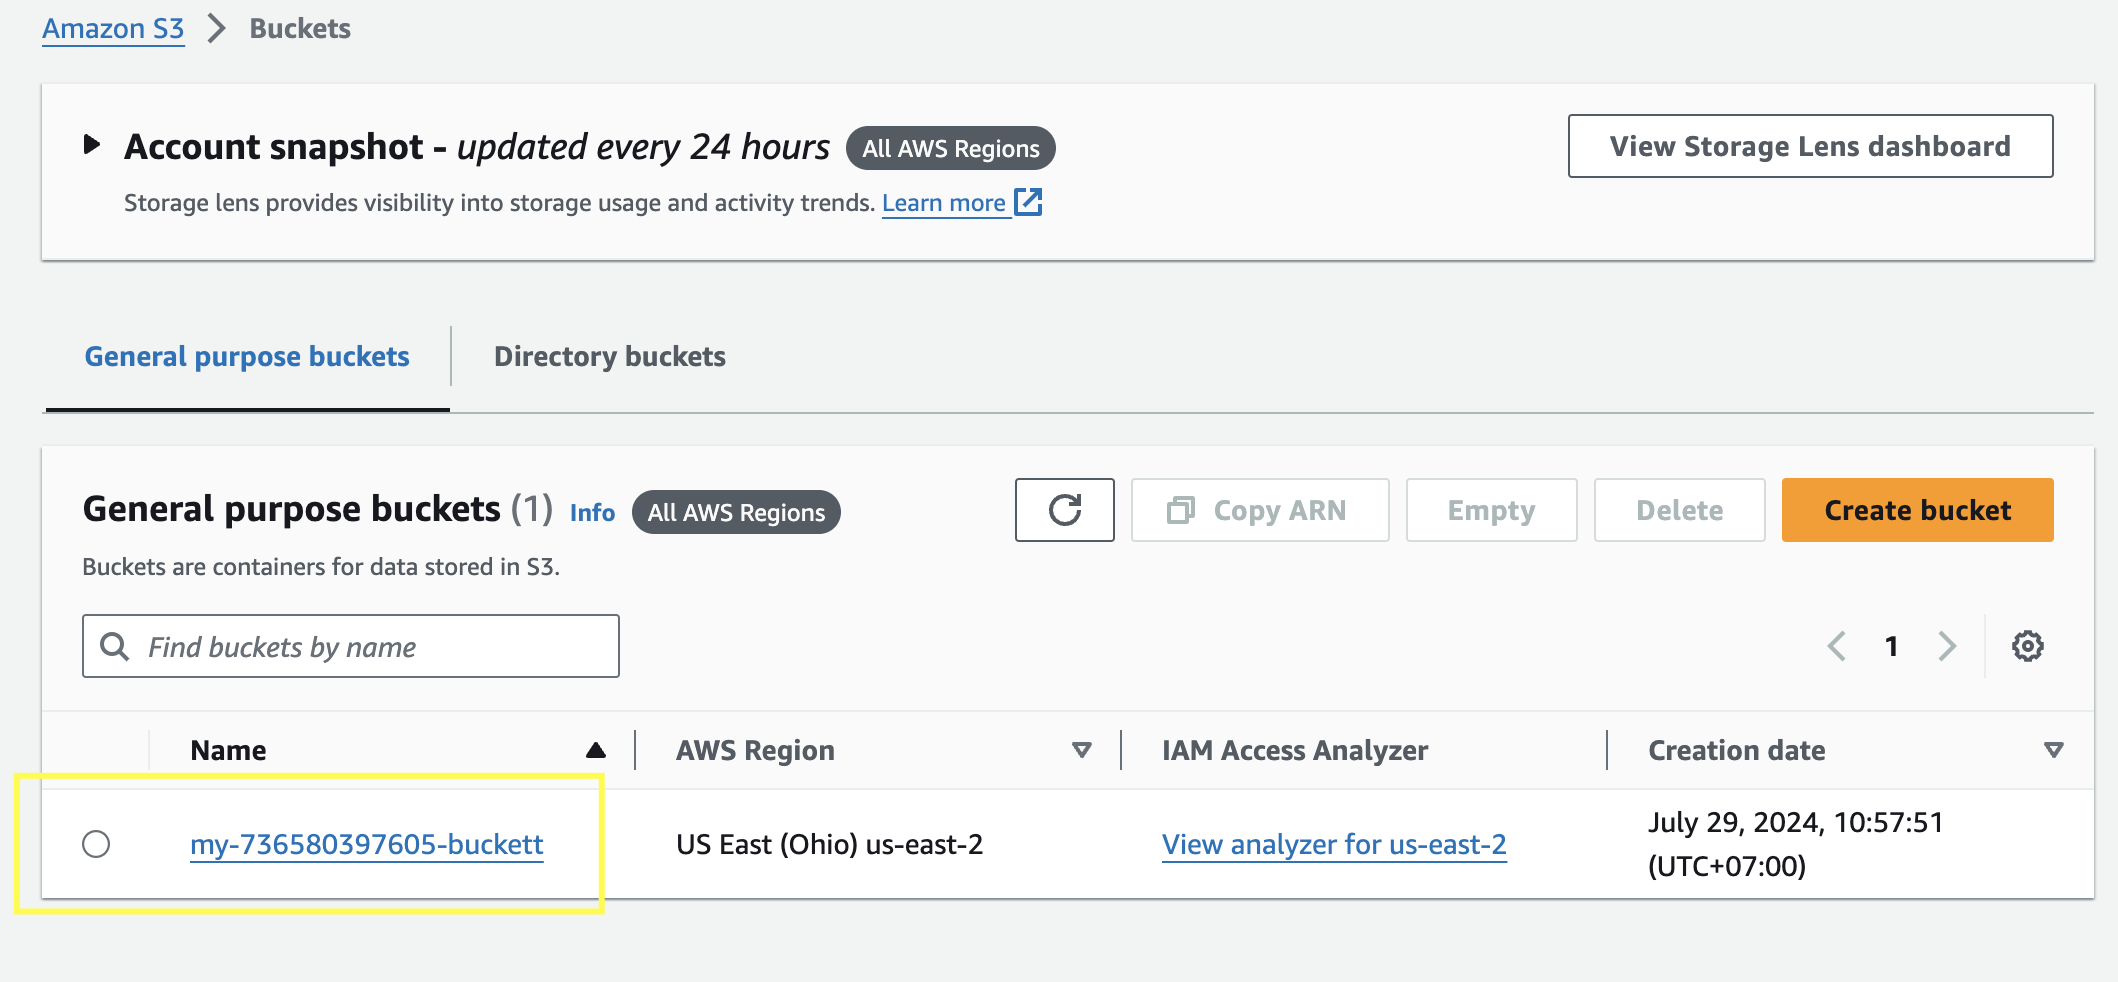 Amazon S3 > Buckets
Account snapshot - updated every 24 hours All AWS Regions
View Storage Lens dashboard
Storage lens provides visibility into storage usage and activity trends. Learn more
General purpose buckets
Directory buckets
General purpose buckets (1) Info All AWS Regions
Copy ARN
Empty
Delete
Create bucket
Buckets are containers for data stored in S3.
Find buckets by name
1
Name
AWS Region
IAM Access Analyzer
Creation date
my-736580397605-buckett
US East (Ohio) us-east-2
View analyzer for us-east-2
July 29, 2024, 10:57:51
(UTC+07:00)